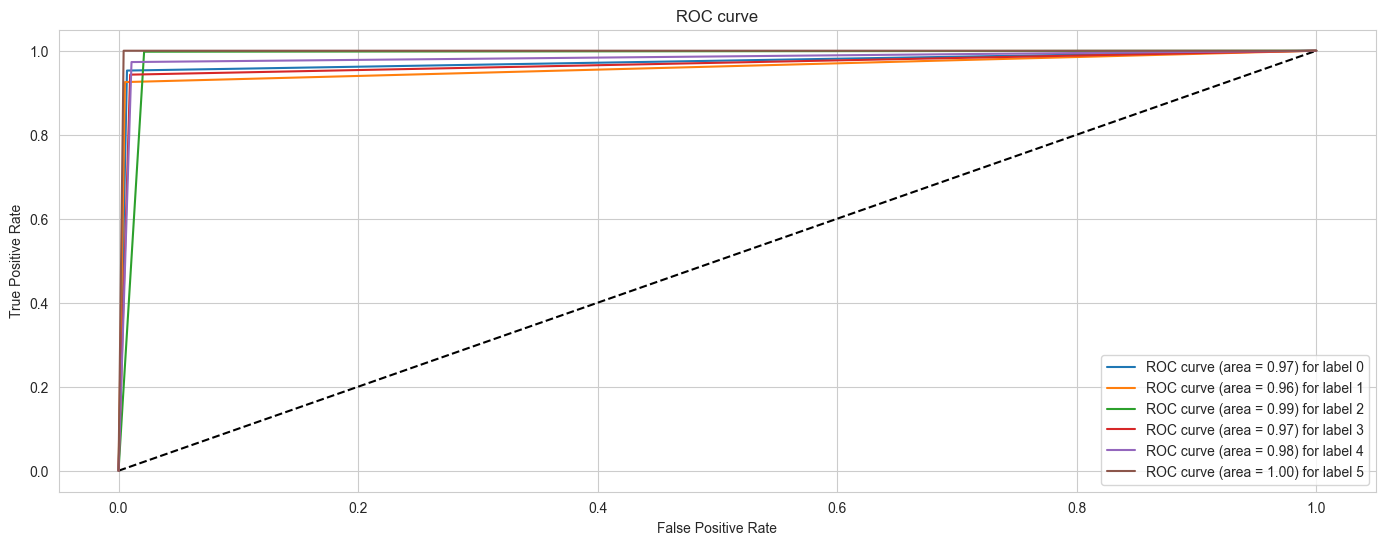 ROC curve
1.0
0.8
0.6
0.4
0.2
0.0
True Positive Rate
ROC curve (area = 0.97) for label 0
ROC curve (area = 0.96) for label 1
ROC curve (area = 0.99) for label 2
ROC curve (area = 0.97) for label 3
ROC curve (area = 0.98) for label 4
ROC curve (area = 1.00) for label 5
0.0 0.2 0.4 0.6 0.8 1.0
False Positive Rate